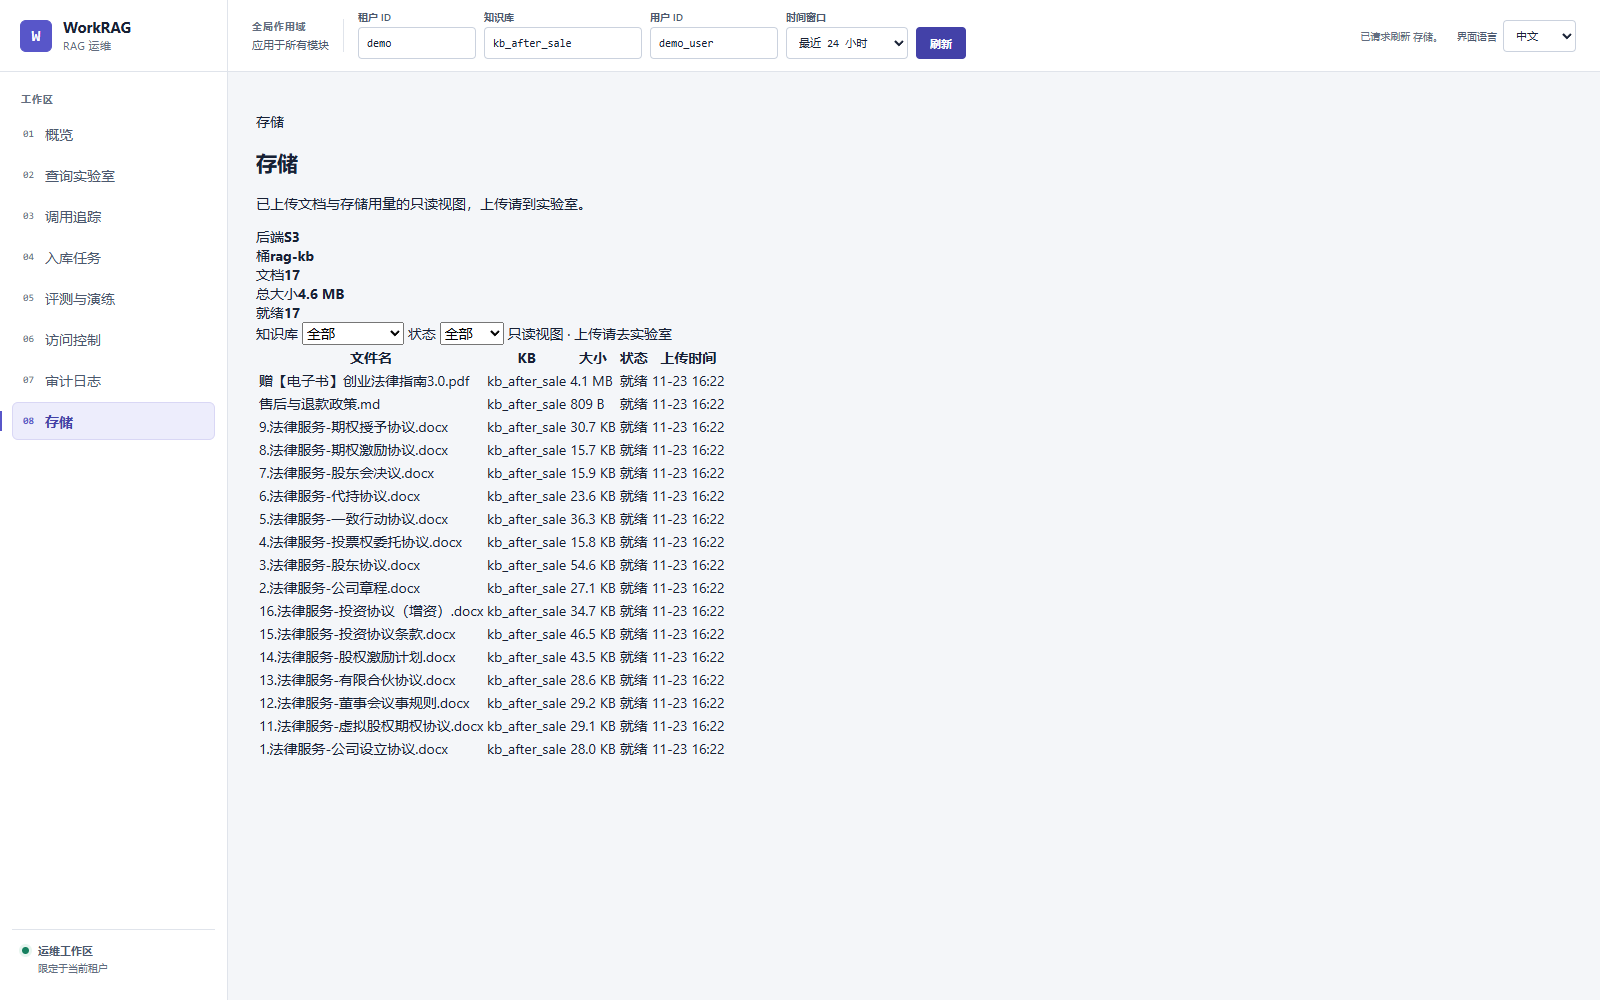 W
WorkRAG
RAG 运维
全局作用域
应用于所有模块
租户 ID
demo
知识库
kb_after_sale
用户 ID
demo_user
时间窗口
最近 24 小时
刷新
已请求刷新 存储。
界面语言
中文
工作区
01 概览
02 查询实验室
03 调用追踪
04 入库任务
05 评测与演练
06 访问控制
07 审计日志
08 存储
存储
存储
已上传文档与存储用量的只读视图，上传请到实验室。
后端S3
桶rag-kb
文档17
总大小4.6 MB
就绪17
知识库 全部 状态 全部 只读视图 · 上传请去实验室
文件名 KB 大小 状态 上传时间
赠【电子书】创业法律指南3.0.pdf kb_after_sale 4.1 MB 就绪 11-23 16:22
售后与退款政策.md kb_after_sale 809 B 就绪 11-23 16:22
9.法律服务-期权授予协议.docx kb_after_sale 30.7 KB 就绪 11-23 16:22
8.法律服务-期权激励协议.docx kb_after_sale 15.7 KB 就绪 11-23 16:22
7.法律服务-股东会决议.docx kb_after_sale 15.9 KB 就绪 11-23 16:22
6.法律服务-代持协议.docx kb_after_sale 23.6 KB 就绪 11-23 16:22
5.法律服务-一致行动协议.docx kb_after_sale 36.3 KB 就绪 11-23 16:22
4.法律服务-投票权委托协议.docx kb_after_sale 15.8 KB 就绪 11-23 16:22
3.法律服务-股东协议.docx kb_after_sale 54.6 KB 就绪 11-23 16:22
2.法律服务-公司章程.docx kb_after_sale 27.1 KB 就绪 11-23 16:22
16.法律服务-投资协议（增资）.docx kb_after_sale 34.7 KB 就绪 11-23 16:22
15.法律服务-投资协议条款.docx kb_after_sale 46.5 KB 就绪 11-23 16:22
14.法律服务-股权激励计划.docx kb_after_sale 43.5 KB 就绪 11-23 16:22
13.法律服务-有限合伙协议.docx kb_after_sale 28.6 KB 就绪 11-23 16:22
12.法律服务-董事会议事规则.docx kb_after_sale 29.2 KB 就绪 11-23 16:22
11.法律服务-虚拟股权期权协议.docx kb_after_sale 29.1 KB 就绪 11-23 16:22
1.法律服务-公司设立协议.docx kb_after_sale 28.0 KB 就绪 11-23 16:22
运维工作区
限定于当前租户